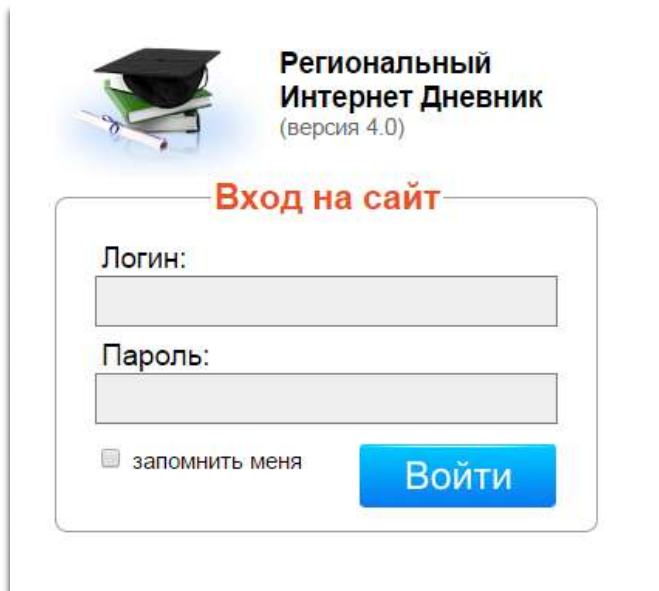 Региональный
Интернет Дневник
(версия 4.0)
Вход на сайт
Логин:
Пароль:
запомнить меня
Войти